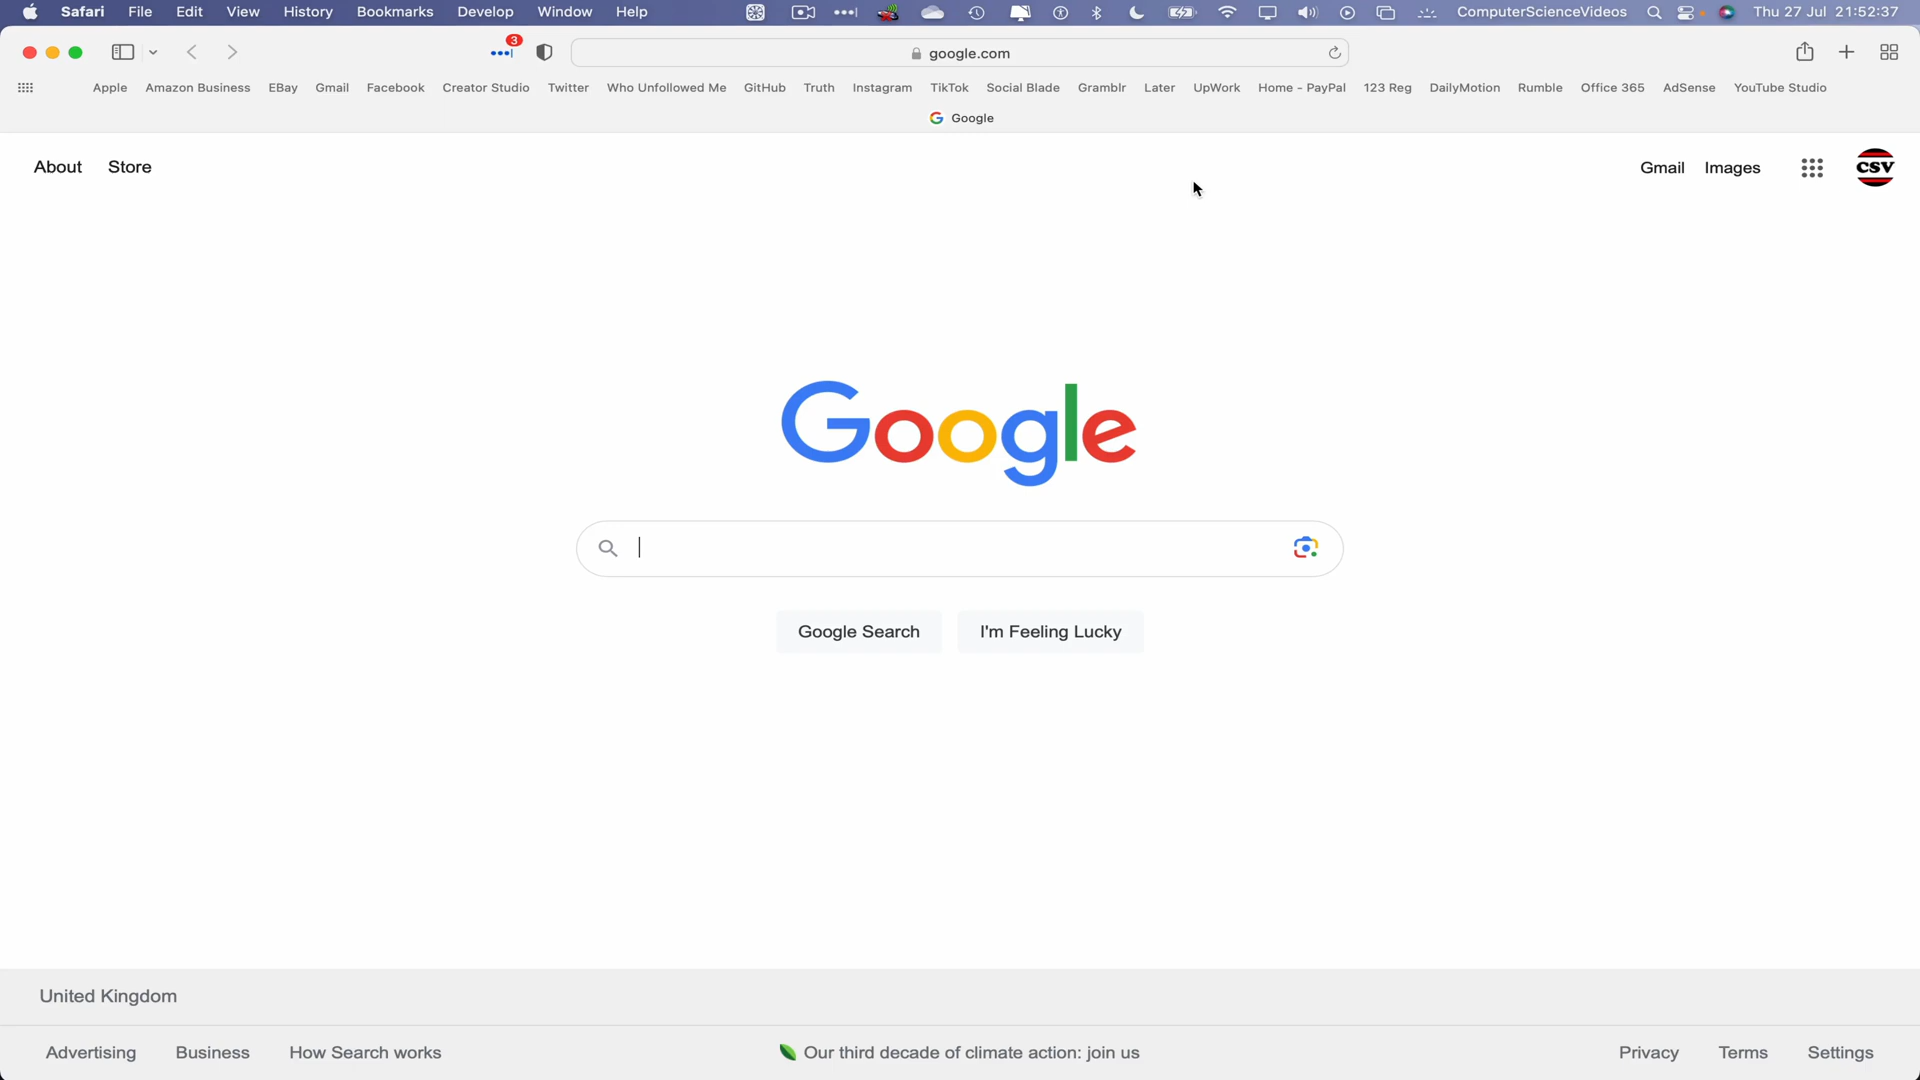 Safari File Edit View History Bookmarks Develop Window Help ComputerScienceVideos Thu 27 Jul 21:52:37
3 google.com
Apple Amazon Business EBay Gmail Facebook Creator Studio Twitter Who Unfollowed Me GitHub Truth Instagram TikTok Social Blade Gramblr Later UpWork Home - PayPal 123 Reg DailyMotion Rumble Office 365 AdSense YouTube Studio
Google
About Store Gmail Images CSV
Google
Google Search I'm Feeling Lucky
United Kingdom
Advertising Business How Search works Our third decade of climate action: join us Privacy Terms Settings